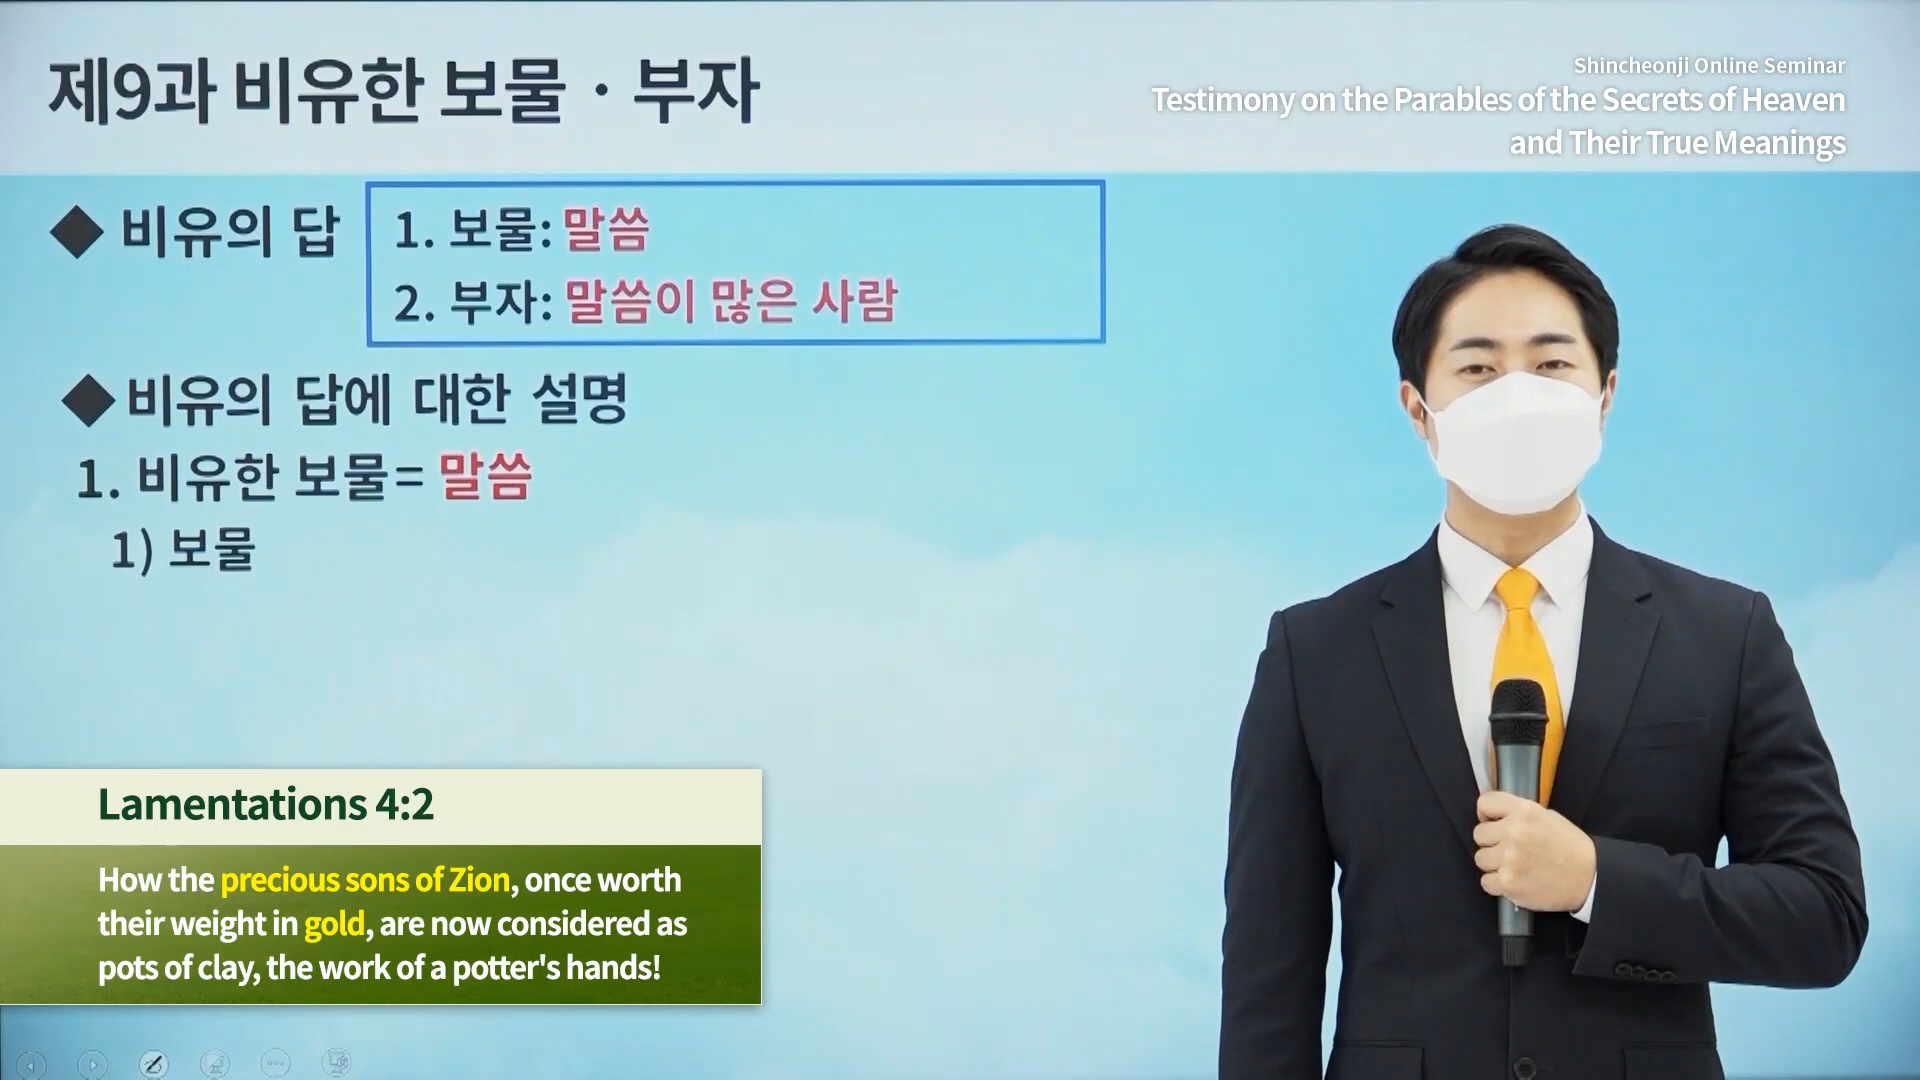 제9과 비유한 보물 · 부자
Shincheonji Online Seminar
Testimony on the Parables of the Secrets of Heaven
and Their True Meanings
◆ 비유의 답
1. 보물: 말씀
2. 부자: 말씀이 많은 사람
◆ 비유의 답에 대한 설명
1. 비유한 보물= 말씀
1) 보물
Lamentations 4:2
How the precious sons of Zion, once worth
their weight in gold, are now considered as
pots of clay, the work of a potter's hands!